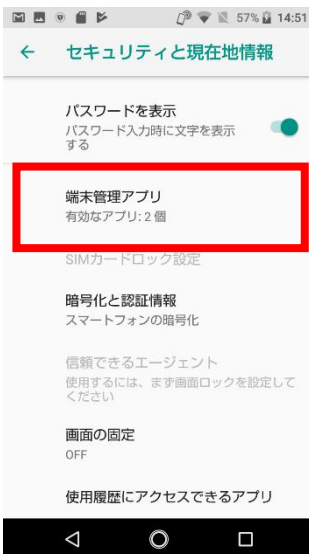 57% 14:51
セキュリティと現在地情報
パスワードを表示
パスワード入力時に文字を表示
する
端末管理アプリ
有効なアプリ: 2 個
SIMカードロック設定
暗号化と認証情報
スマートフォンの暗号化
信頼できるエージェント
使用するには、まず画面ロックを設定して
ください
画面の固定
OFF
使用履歴にアクセスできるアプリ